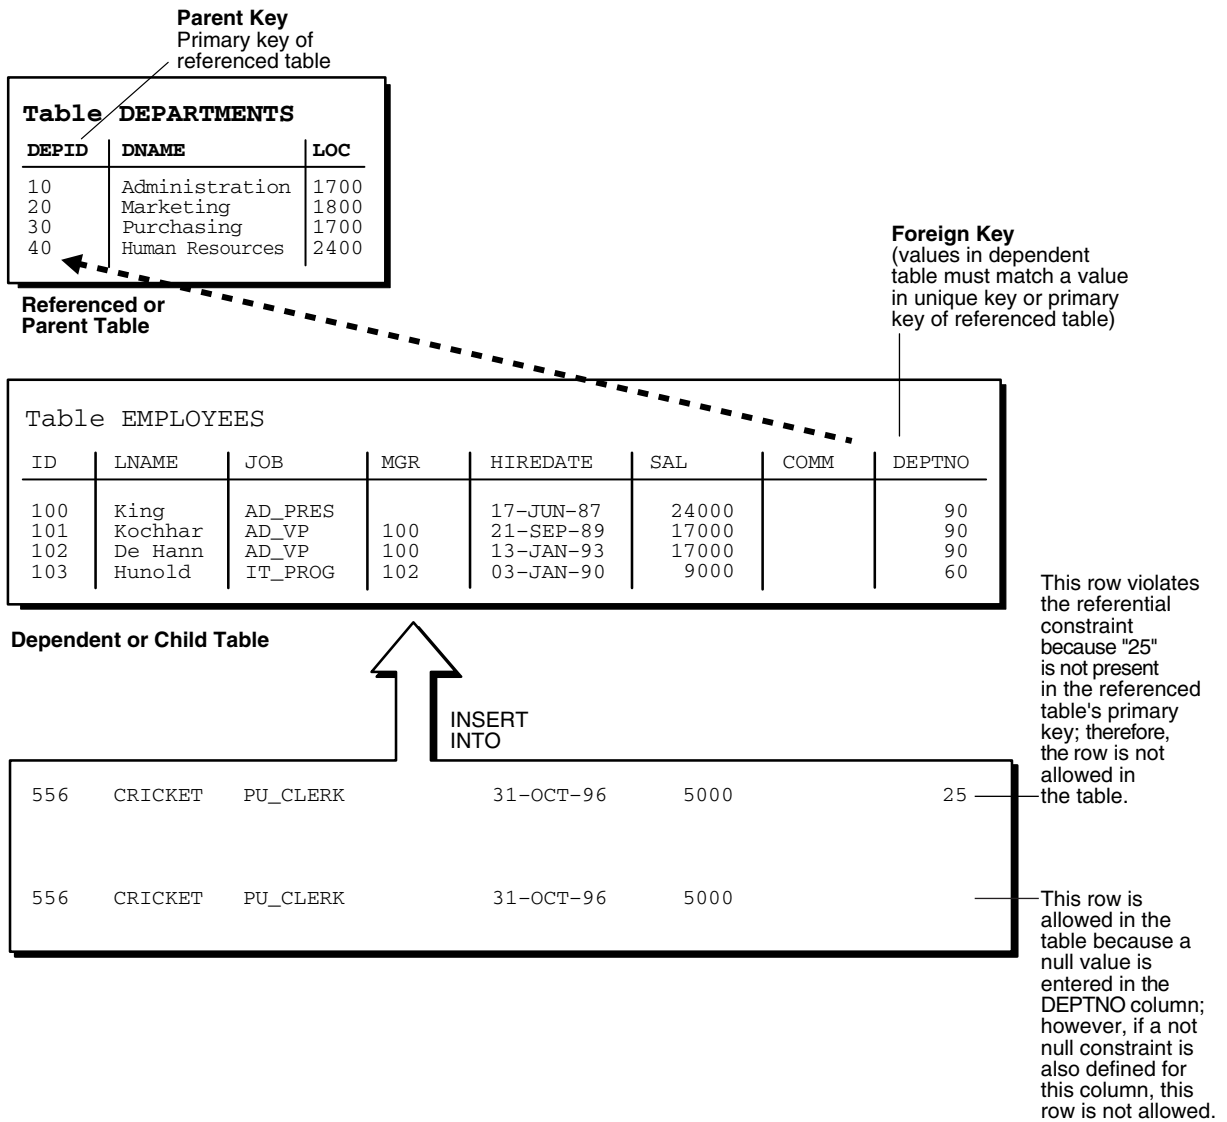 Parent Key
Primary key of
referenced table
Table DEPARTMENTS
DEPID DNAME LOC
10 Administration 1700
20 Marketing 1800
30 Purchasing 1700
40 Human Resources 2400
Referenced or
Parent Table
Foreign Key
(values in dependent
table must match a value
in unique key or primary
key of referenced table)
Table EMPLOYEES
ID LNAME JOB MGR HIREDATE SAL COMM DEPTNO
100 King AD_PRES 17-JUN-87 24000 90
101 Kochhar AD_VP 100 21-SEP-89 17000 90
102 De Hann AD_VP 100 13-JAN-93 17000 90
103 Hunold IT_PROG 102 03-JAN-90 9000 60
Dependent or Child Table
INSERT
INTO
This row violates
the referential
constraint
because "25"
is not present
in the referenced
table's primary
key; therefore,
the row is not
allowed in
the table.
556 CRICKET PU_CLERK 31-OCT-96 5000 25
556 CRICKET PU_CLERK 31-OCT-96 5000
This row is
allowed in the
table because a
null value is
entered in the
DEPTNO column;
however, if a not
null constraint is
also defined for
this column, this
row is not allowed.